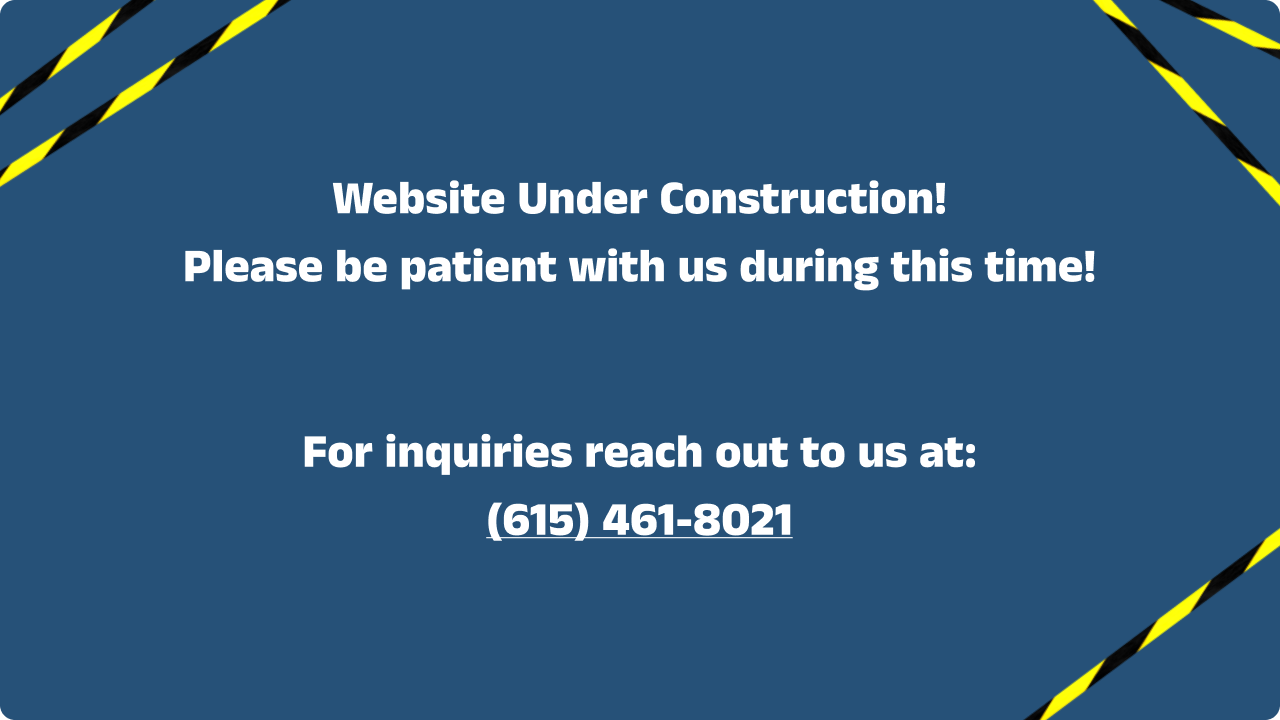 Website Under Construction!
Please be patient with us during this time!
For inquiries reach out to us at:
(615) 461-8021